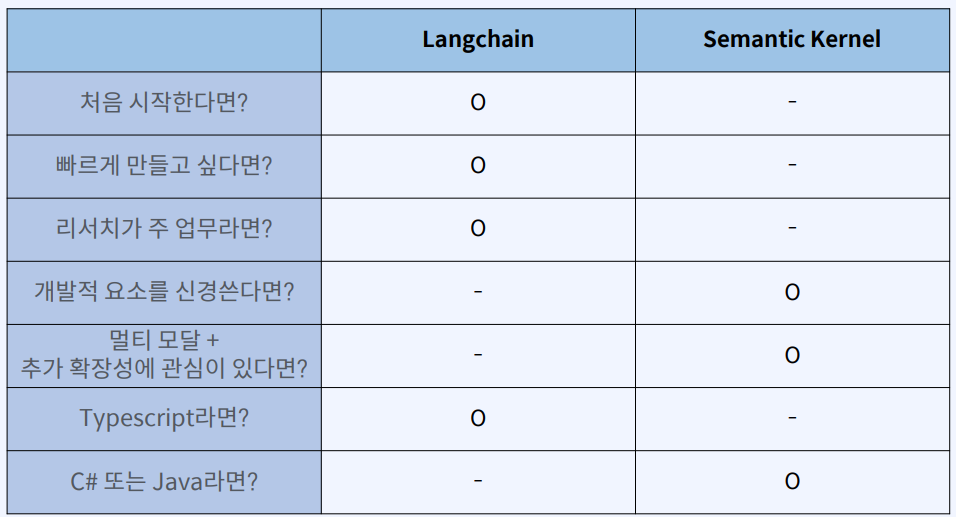 Langchain Semantic Kernel
처음 시작한다면? O -
빠르게 만들고 싶다면? O -
리서치가 주 업무라면? O -
개발적 요소를 신경쓴다면? - O
멀티 모달 +
추가 확장성에 관심이 있다면? - O
Typescript라면? O -
C# 또는 Java라면? - O